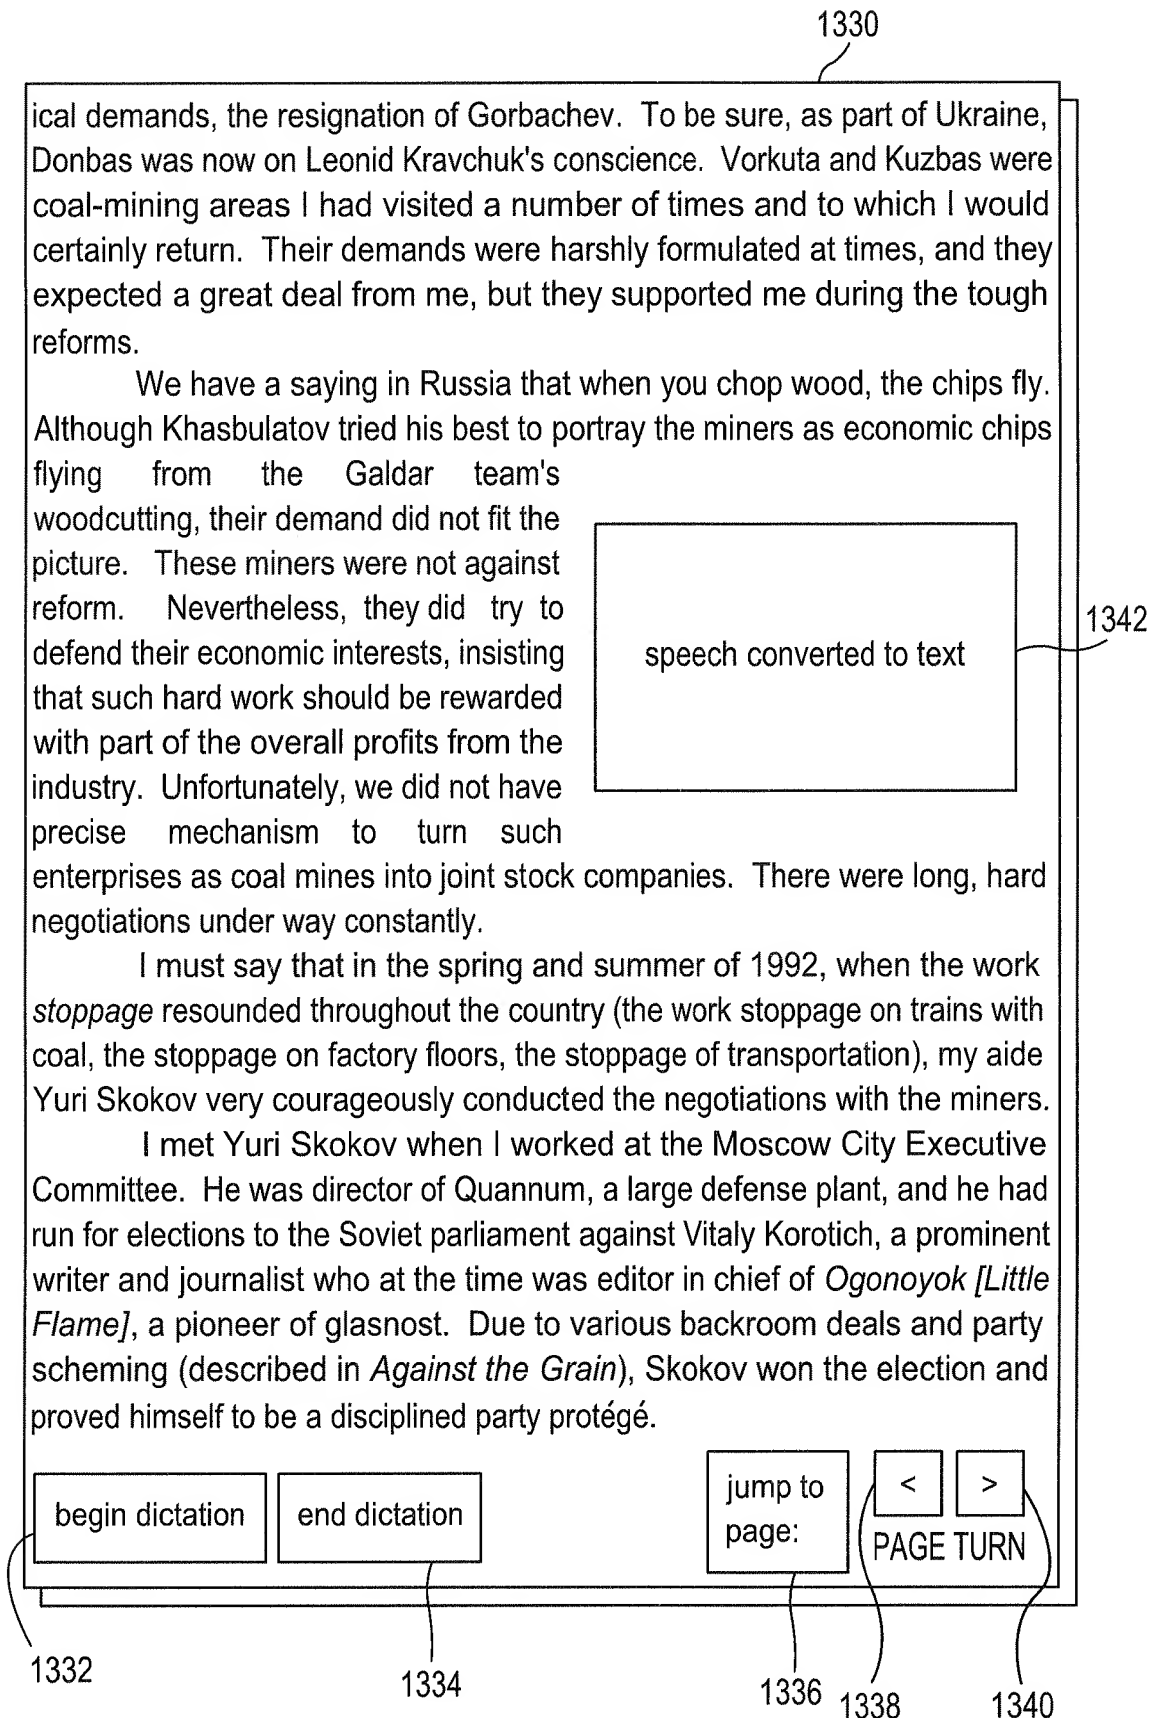 1330
ical demands, the resignation of Gorbachev. To be sure, as part of Ukraine,
Donbas was now on Leonid Kravchuk's conscience. Vorkuta and Kuzbas were
coal-mining areas I had visited a number of times and to which I would
certainly return. Their demands were harshly formulated at times, and they
expected a great deal from me, but they supported me during the tough
reforms.
We have a saying in Russia that when you chop wood, the chips fly.
Although Khasbulatov tried his best to portray the miners as economic chips
flying from the Galdar team's
woodcutting, their demand did not fit the
picture. These miners were not against
reform. Nevertheless, they did try to
defend their economic interests, insisting
that such hard work should be rewarded
with part of the overall profits from the
industry. Unfortunately, we did not have
precise mechanism to turn such
speech converted to text
1342
enterprises as coal mines into joint stock companies. There were long, hard
negotiations under way constantly.
I must say that in the spring and summer of 1992, when the work
stoppage resounded throughout the country (the work stoppage on trains with
coal, the stoppage on factory floors, the stoppage of transportation), my aide
Yuri Skokov very courageously conducted the negotiations with the miners.
I met Yuri Skokov when I worked at the Moscow City Executive
Committee. He was director of Quannum, a large defense plant, and he had
run for elections to the Soviet parliament against Vitaly Korotich, a prominent
writer and journalist who at the time was editor in chief of Ogonoyok [Little
Flame], a pioneer of glasnost. Due to various backroom deals and party
scheming (described in Against the Grain), Skokov won the election and
proved himself to be a disciplined party protégé.
begin dictation
end dictation
jump to
page:
<
>
PAGE TURN
1332
1334
1336
1338
1340